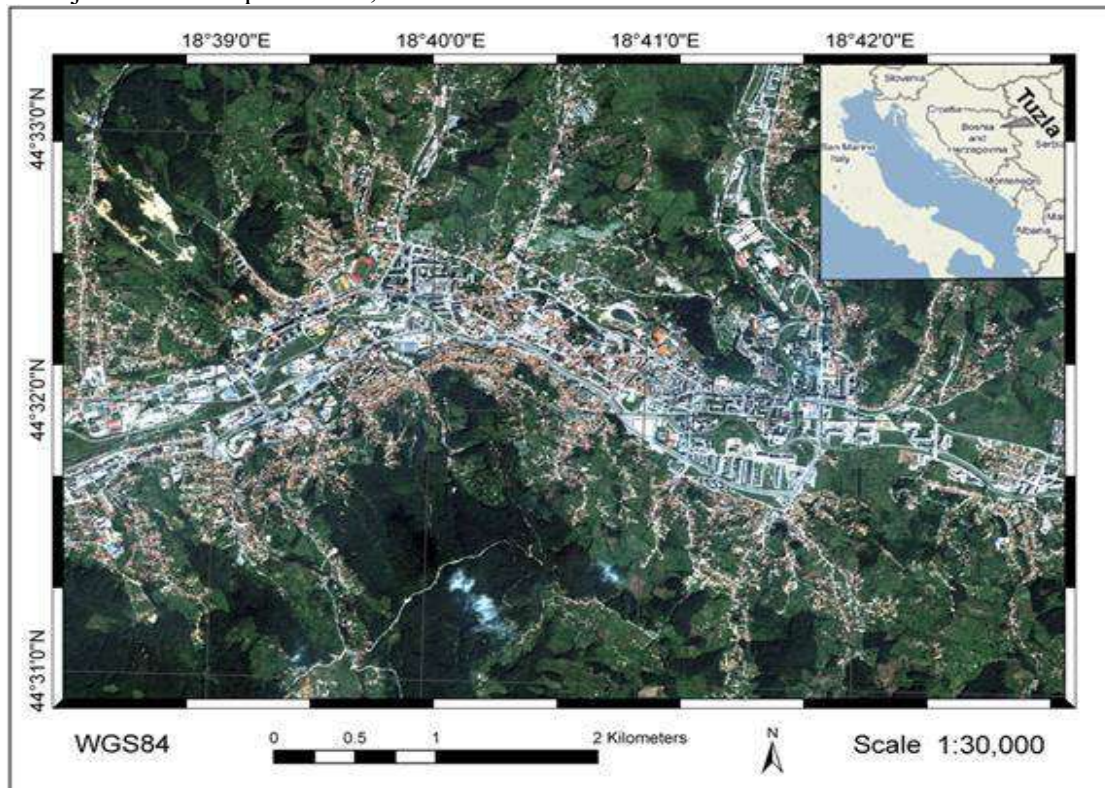 18°39'0"E 18°40'0"E 18°41'0"E 18°42'0"E
44°33'0"N
44°32'0"N
44°31'0"N
Slovenia
Croatia
Tuzla
Bosnia
and
Herzegovina
Serbia
San Marino
Italy
Montenegro
Albania
WGS84
0 0.5 1 2 Kilometers
N
Scale 1:30,000